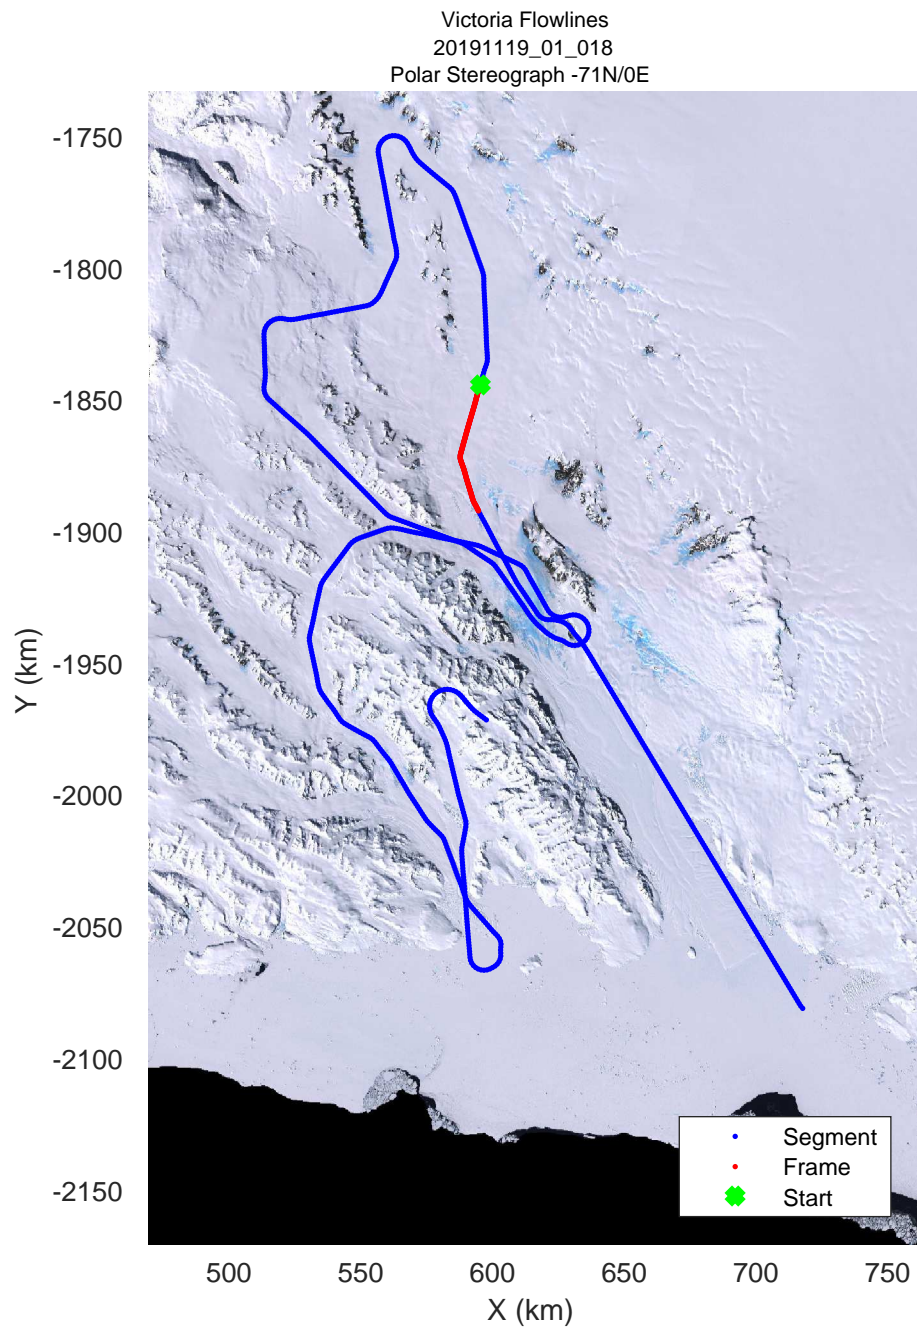 Victoria Flowlines
20191119_01_018
Polar Stereograph -71N/0E
-1750
-1800
-1850
-1900
-1950
-2000
-2050
-2100
-2150
Y (km)
Segment
Frame
Start
500
550
600
650
700
750
X (km)